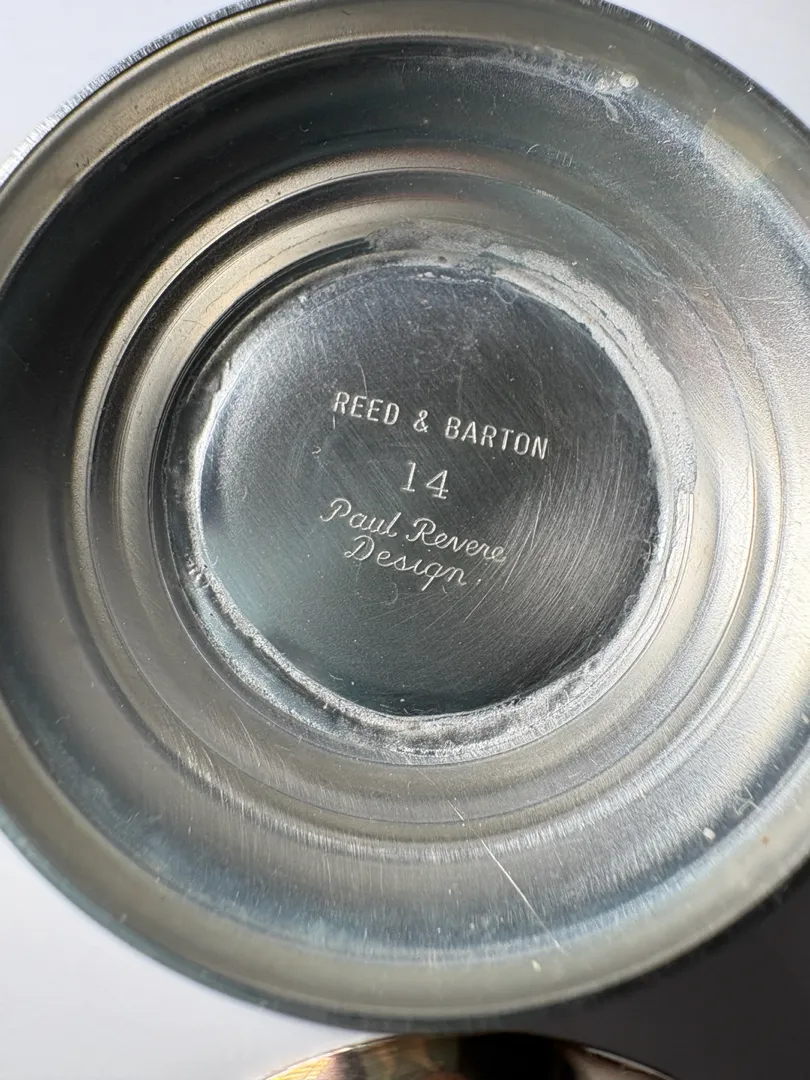 REED & BARTON
14
Paul Revere
Design